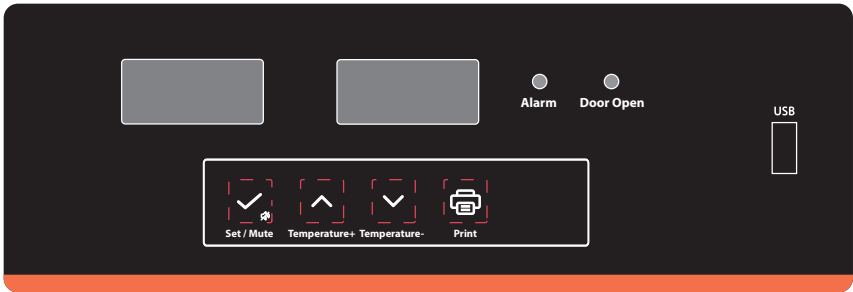 Alarm Door Open
USB
Set / Mute Temperature+ Temperature- Print